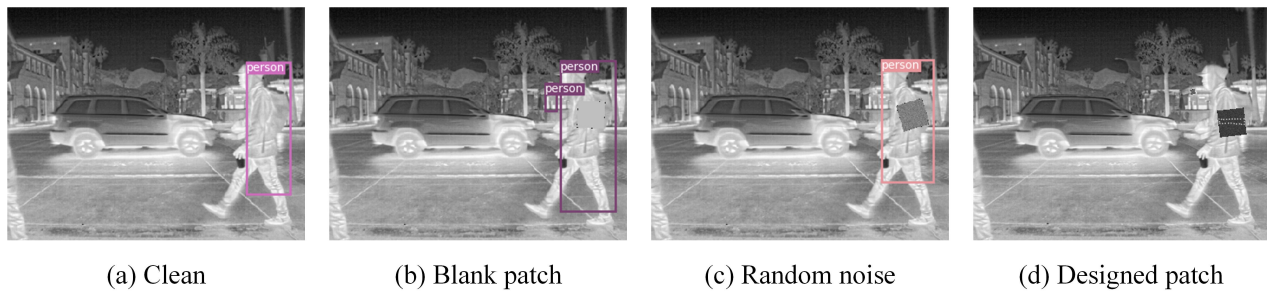 person
person
person
person
(a) Clean
(b) Blank patch
(c) Random noise
(d) Designed patch